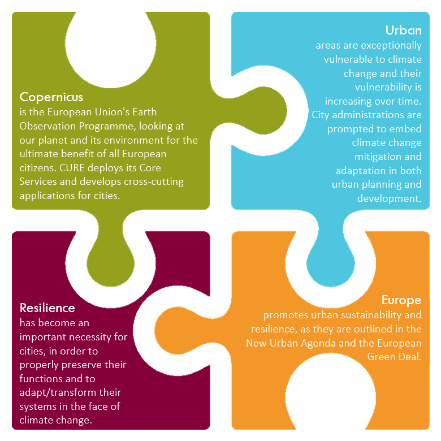 Copernicus
is the European Union's Earth
Observation Programme, looking at
our planet and its environment for the
ultimate benefit of all European
citizens. CURE deploys its Core
Services and develops cross-cutting
applications for cities.
Urban
areas are exceptionally
vulnerable to climate
change and their
vulnerability is
increasing over time.
City administrations are
prompted to embed
climate change
mitigation and
adaptation in both
urban planning and
development.
Resilience
has become an
important necessity for
cities, in order to
properly preserve their
functions and to
adapt/transform their
systems in the face of
climate change.
Europe
promotes urban sustainability and
resilience, as they are outlined in the
New Urban Agenda and the European
Green Deal.